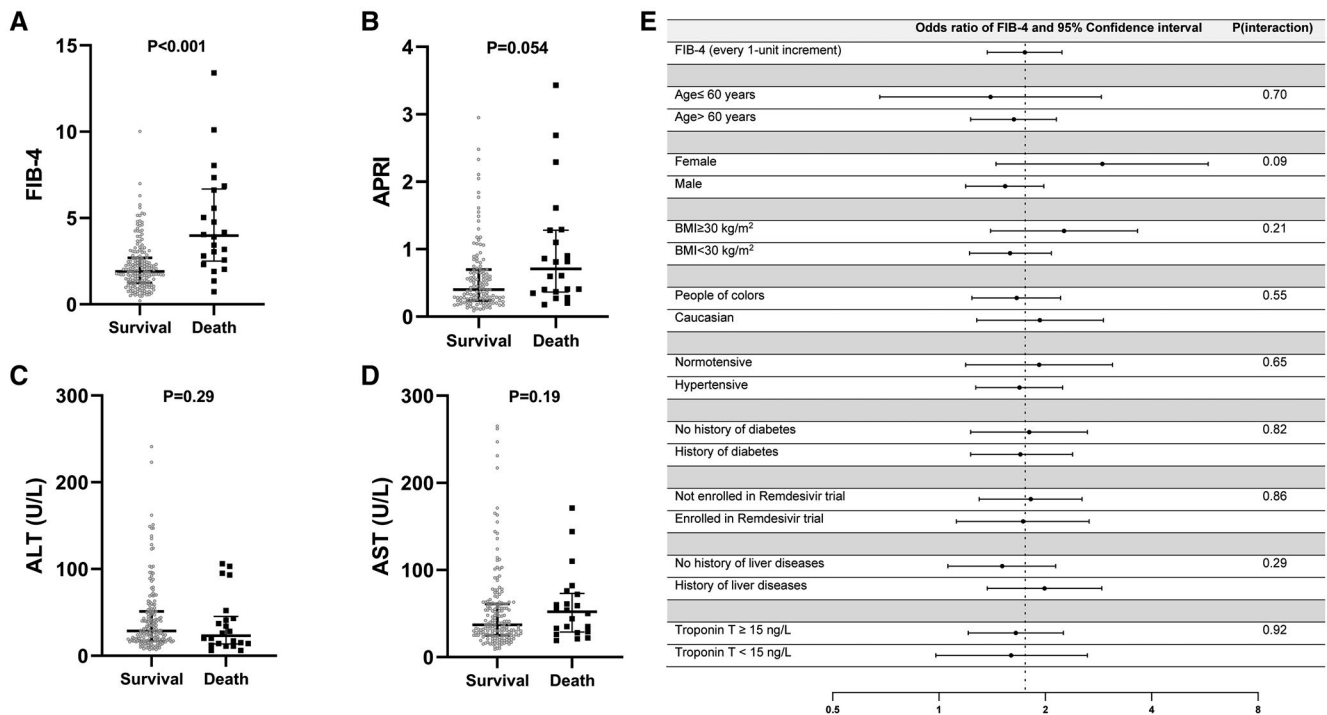 A
P<0.001
FIB-4
15
10
5
0
Survival Death
B
P=0.054
APRI
4
3
2
1
0
Survival Death
C
P=0.29
ALT (U/L)
300
200
100
0
Survival Death
D
P=0.19
AST (U/L)
300
200
100
0
Survival Death
E
Odds ratio of FIB-4 and 95% Confidence interval P(interaction)
FIB-4 (every 1-unit increment)
Age≤ 60 years 0.70
Age> 60 years
Female 0.09
Male
BMI≥30 kg/m² 0.21
BMI<30 kg/m²
People of colors 0.55
Caucasian
Normotensive 0.65
Hypertensive
No history of diabetes 0.82
History of diabetes
Not enrolled in Remdesivir trial 0.86
Enrolled in Remdesivir trial
No history of liver diseases 0.29
History of liver diseases
Troponin T ≥ 15 ng/L 0.92
Troponin T < 15 ng/L
0.5 1 2 4 8